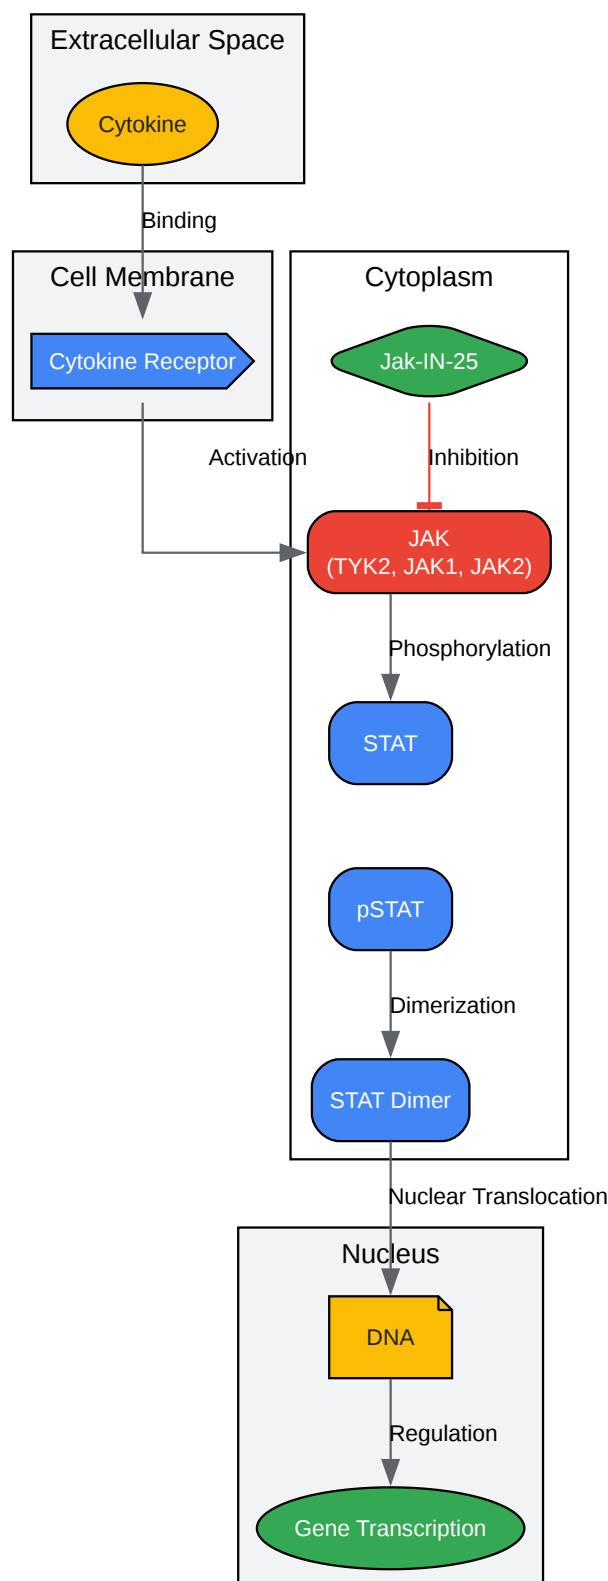 Extracellular Space
Cytokine
Binding
Cell Membrane
Cytokine Receptor
Cytoplasm
Jak-IN-25
Activation
Inhibition
JAK
(TYK2, JAK1, JAK2)
Phosphorylation
STAT
pSTAT
Dimerization
STAT Dimer
Nuclear Translocation
Nucleus
DNA
Regulation
Gene Transcription